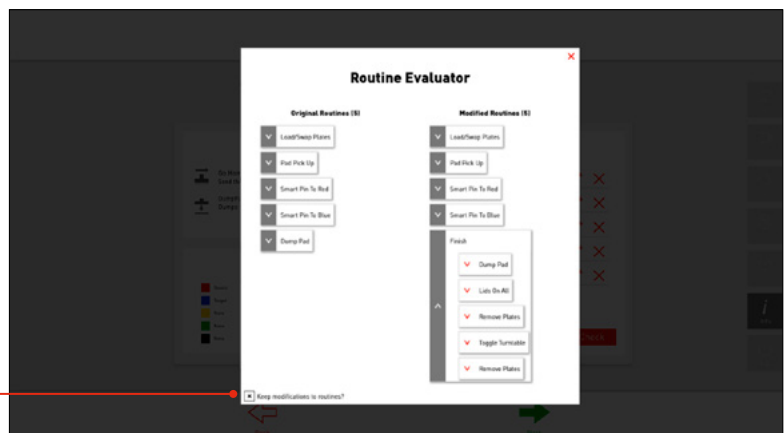 Routine Evaluator
Original Routines (5)
Load/Swap Plates
Pad Pick Up
Smart Pin To Red
Smart Pin To Blue
Dump Pad
Modified Routines (5)
Load/Swap Plates
Pad Pick Up
Smart Pin To Red
Smart Pin To Blue
Finish
Dump Pad
Lids On All
Remove Plates
Toggle Turntable
Remove Plates
Keep modifications to routines?